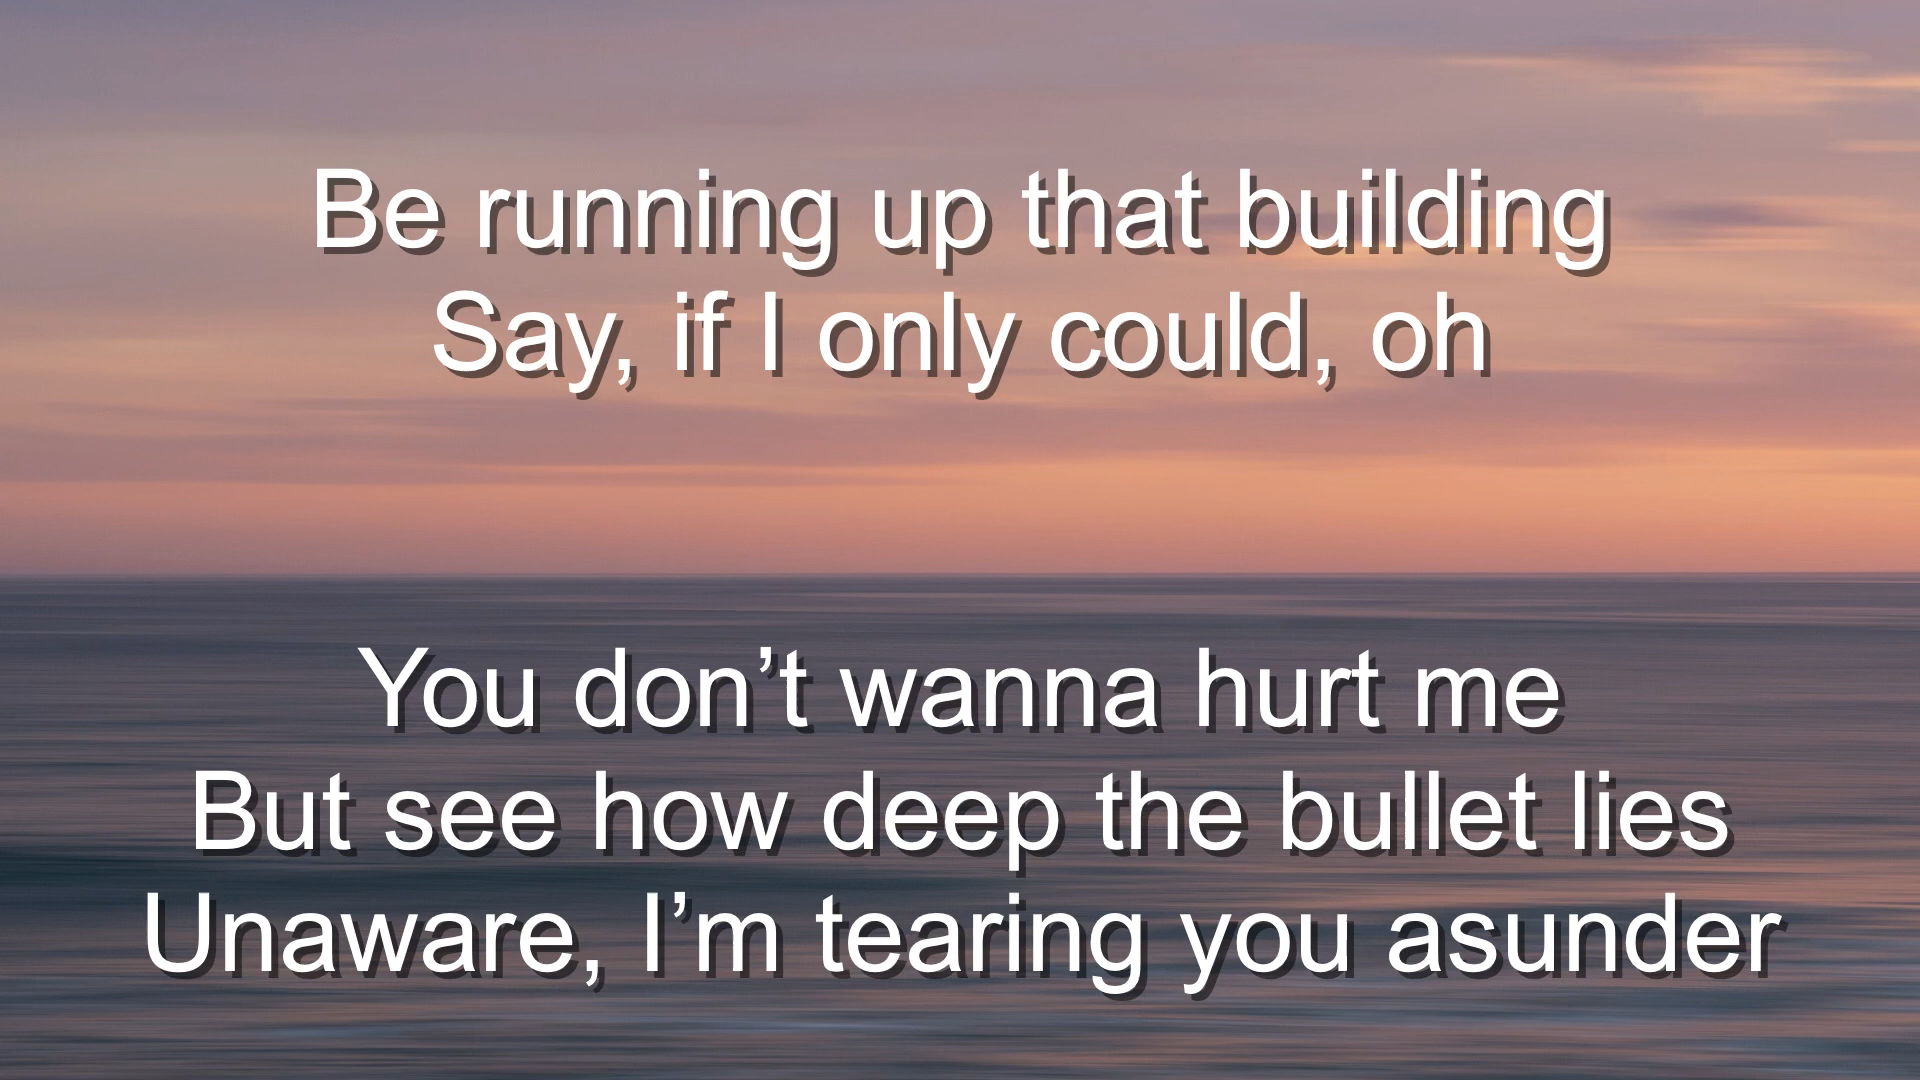 Be running up that building
Say, if I only could, oh
You don’t wanna hurt me
But see how deep the bullet lies
Unaware, I’m tearing you asunder